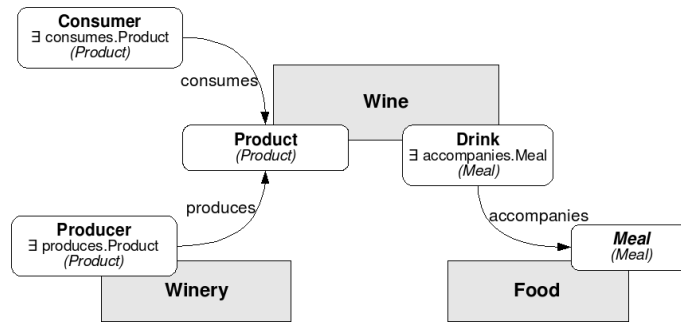 Consumer
∃ consumes.Product
(Product)
consumes
Wine
Product
(Product)
Drink
∃ accompanies.Meal
(Meal)
produces
accompanies
Producer
∃ produces.Product
(Product)
Meal
(Meal)
Winery
Food